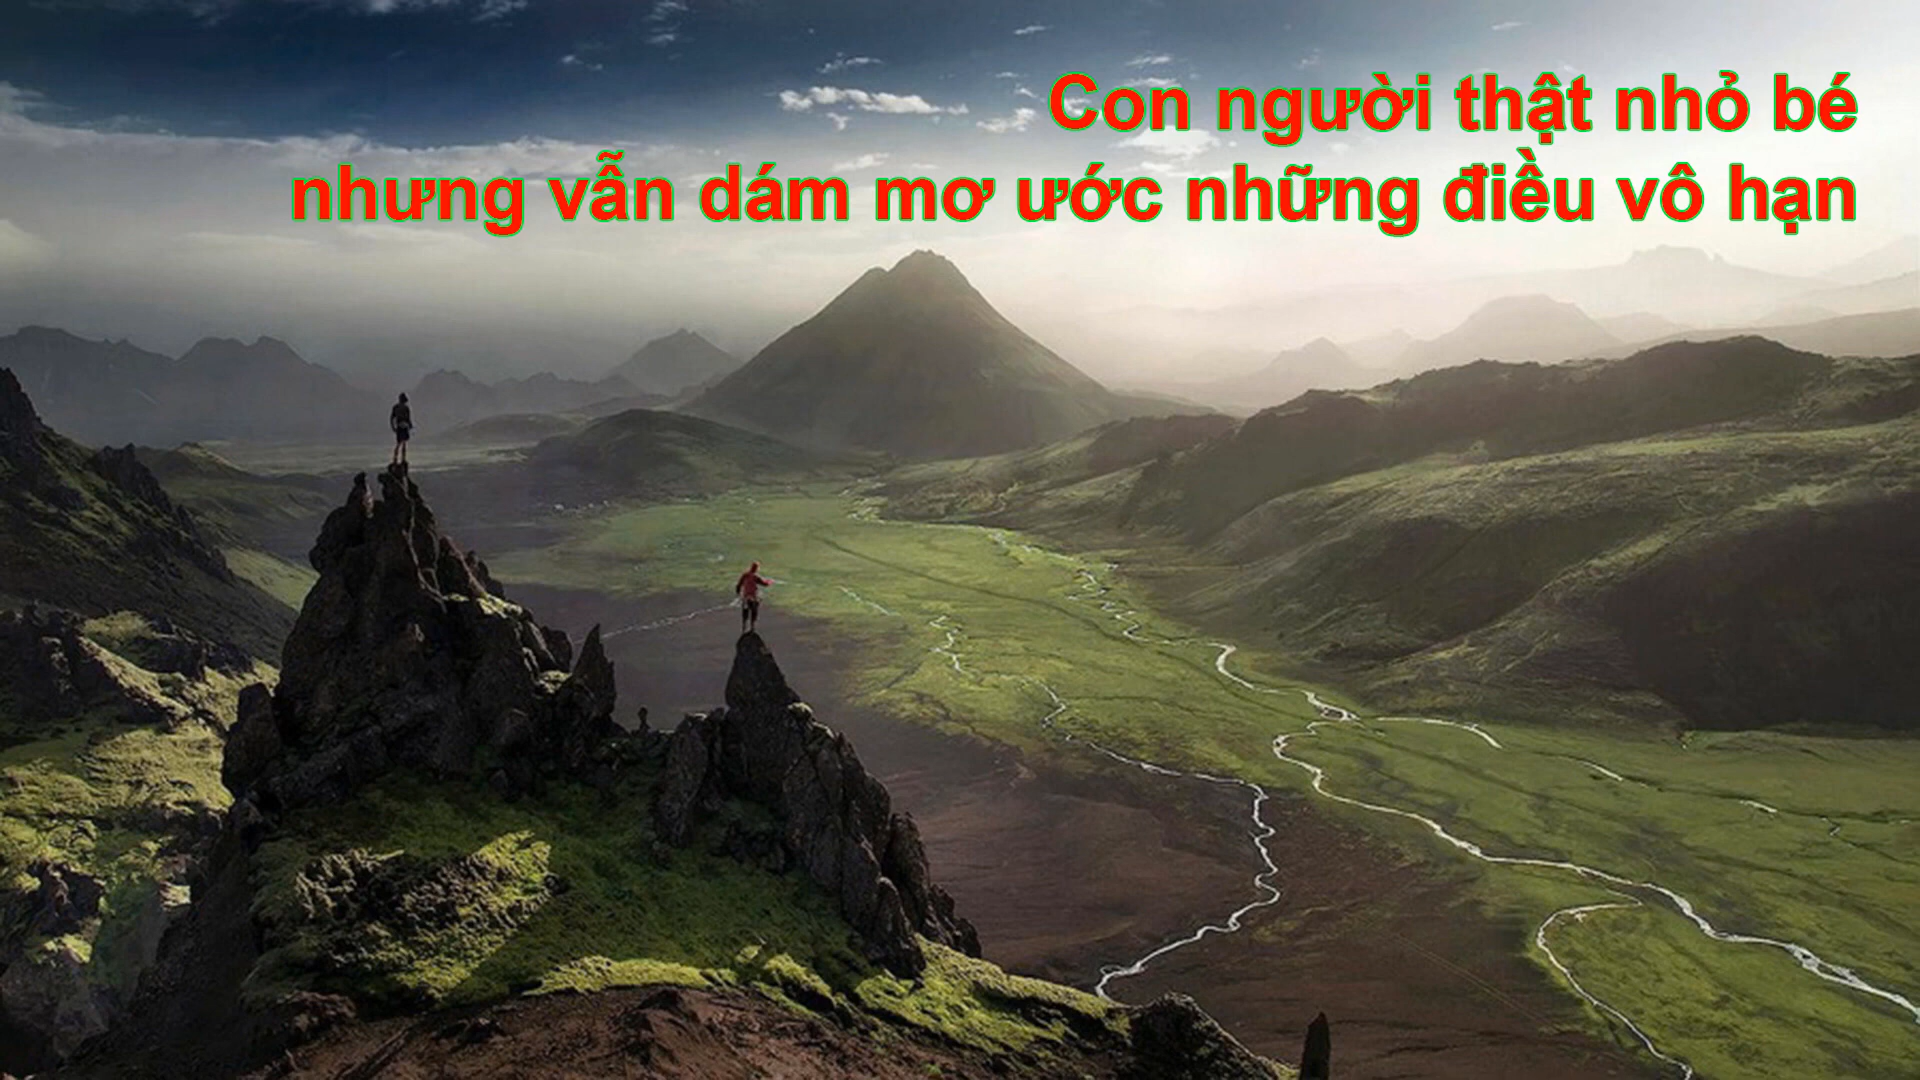 Con người thật nhỏ bé
nhưng vẫn dám mơ ước những điều vô hạn